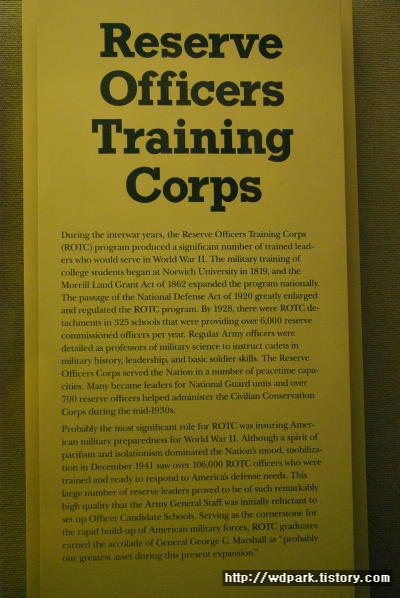 Reserve
Officers
Training
Corps
During the interwar years, the Reserve Officers Training Corps
(ROTC) program produced a significant number of trained lead-
ers who would serve in World War II. The military training of
college students began at Norwich University in 1819, and the
Morrill Land Grant Act of 1862 expanded the program nationally.
The passage of the National Defense Act of 1920 greatly enlarged
and regulated the ROTC program. By 1928, there were ROTC de-
tachments in 325 schools that were providing over 6,000 reserve
commissioned officers per year. Regular Army officers were
detailed as professors of military science to instruct cadets in
military history, leadership, and basic soldier skills. The Reserve
Officers Corps served the Nation in a number of peacetime capa-
cities. Many became leaders for National Guard units and over
700 reserve officers helped administer the Civilian Conservation
Corps during the mid-1930s.
Probably the most significant role for ROTC was insuring Amer-
ican military preparedness for World War II. Although a spirit of
pacifism and isolationism dominated the Nation's mood, mobiliza-
tion in December 1941 saw over 106,000 ROTC officers who were
trained and ready to respond to America's defense needs. This
large number of reserve leaders proved to be of such remarkably
high quality that the Army General Staff was initially reluctant to
set up Officer Candidate Schools. Serving as the cornerstone for
the rapid build-up of American military forces, ROTC graduates
earned the accolade of General George C. Marshall as "probably
our greatest asset during this present expansion."
http://wdpark.tistory.com